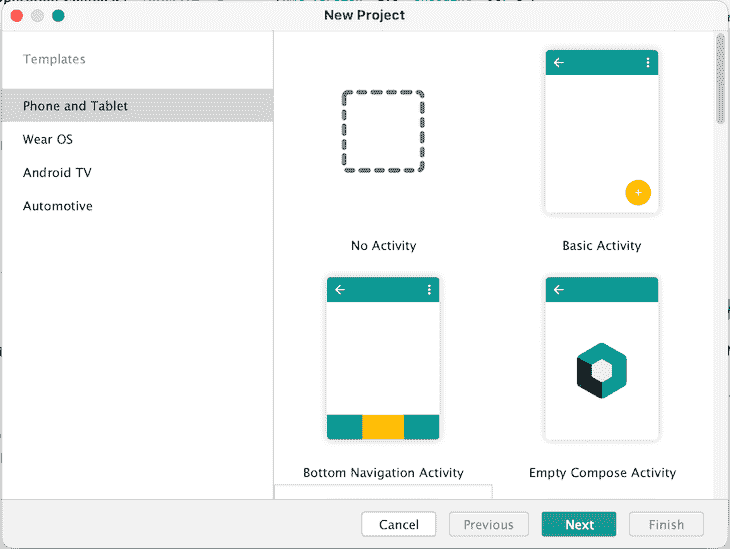 New Project
Templates
Phone and Tablet
Wear OS
Android TV
Automotive
No Activity
Basic Activity
Bottom Navigation Activity
Empty Compose Activity
Cancel
Previous
Next
Finish